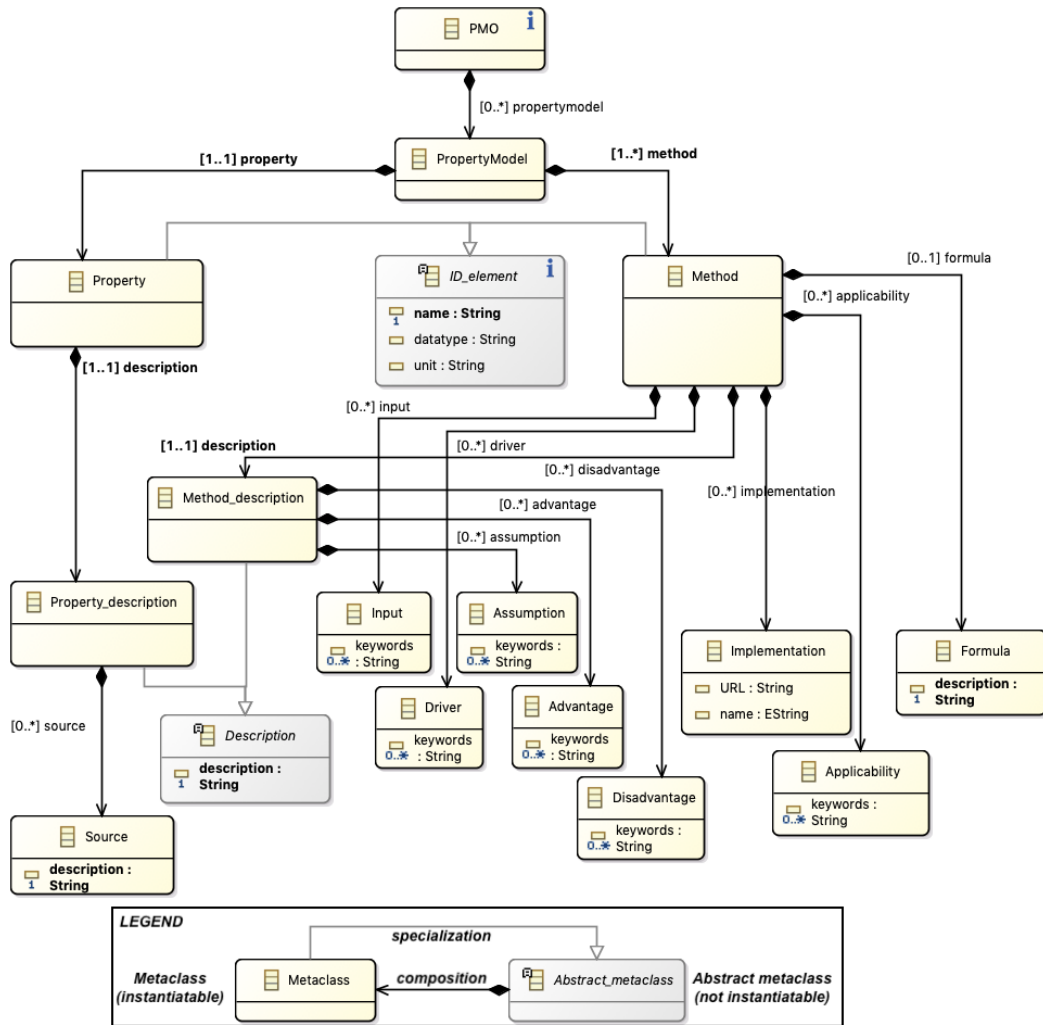 PMO
[0..*] propertymodel
[1..1] property
PropertyModel
[1..*] method
Property
ID_element
name : String
datatype : String
unit : String
Method
[0..1] formula
[0..*] applicability
[1..1] description
[0..*] input
[0..*] driver
[1..1] description
[0..*] disadvantage
Method_description
[0..*] implementation
[0..*] advantage
[0..*] assumption
Property_description
Input
keywords
: String
0..*
Assumption
keywords
: String
0..*
Implementation
URL : String
name : EString
Formula
description :
String
1
Driver
keywords
: String
0..*
Advantage
keywords
: String
0..*
[0..*] source
Description
description :
String
1
Applicability
keywords :
String
0..*
Disadvantage
keywords :
String
0..*
Source
description :
String
1
LEGEND
specialization
Metaclass
(instantiatable)
Metaclass
composition
Abstract_metaclass
Abstract metaclass
(not instantiatable)